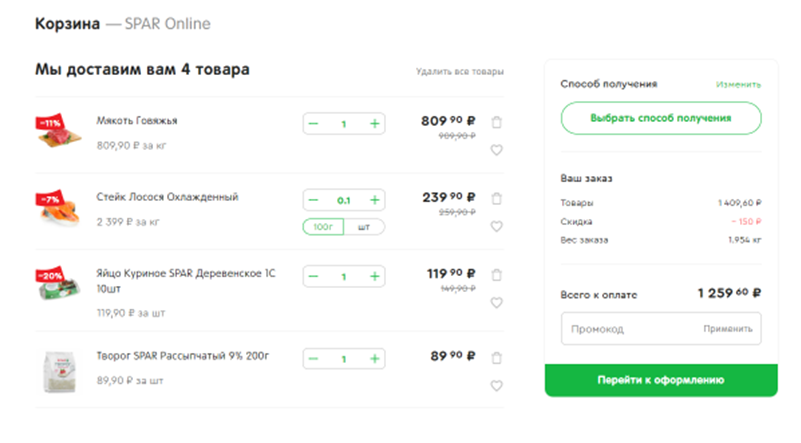 Корзина — SPAR Online
Мы доставим вам 4 товара
Удалить все товары
-11%
Мякоть Говяжья
809,90 ₽ за кг
− 1 +
809 90 ₽
909,90 ₽
-7%
Стейк Лосося Охлажденный
2 399 ₽ за кг
− 0.1 +
100г шт
239 90 ₽
259,90 ₽
-20%
Яйцо Куриное SPAR Деревенское 1С
10шт
119,90 ₽ за шт
− 1 +
119 90 ₽
149,90 ₽
Творог SPAR Рассыпчатый 9% 200г
89,90 ₽ за шт
− 1 +
89 90 ₽
Способ получения
Изменить
Выбрать способ получения
Ваш заказ
Товары 1 409,60 ₽
Скидка - 150 ₽
Вес заказа 1.954 кг
Всего к оплате 1 259 60 ₽
Промокод Применить
Перейти к оформлению